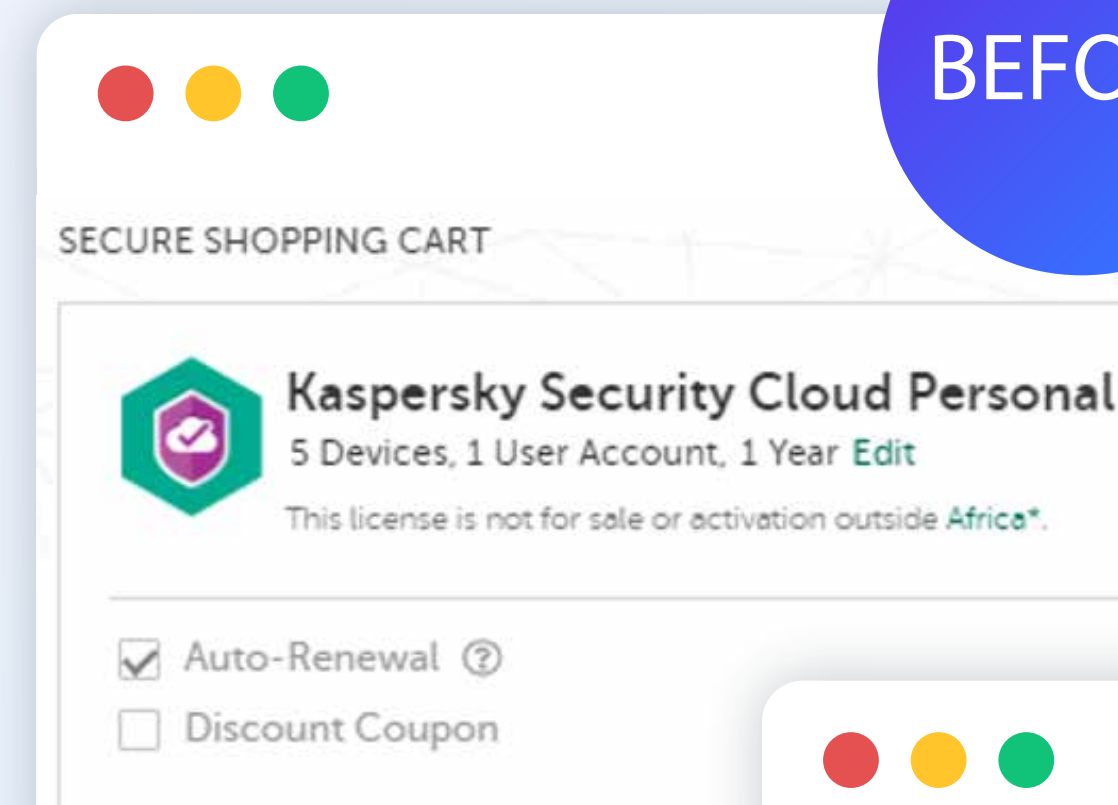 BEFO
SECURE SHOPPING CART
Kaspersky Security Cloud Personal
5 Devices, 1 User Account, 1 Year Edit
This license is not for sale or activation outside Africa*.
Auto-Renewal ?
Discount Coupon